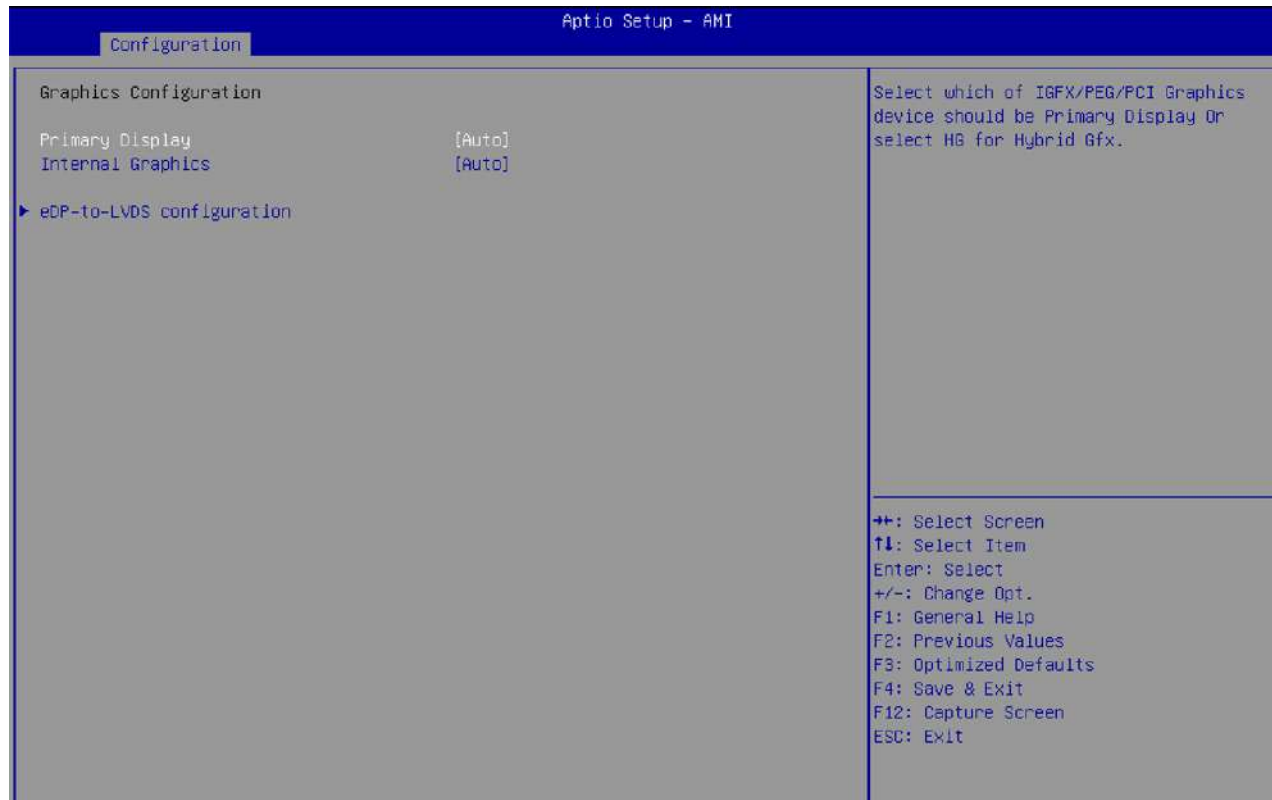 Aptio Setup - AMI
Configuration
Graphics Configuration
Primary Display [Auto]
Internal Graphics [Auto]
► eDP-to-LVDS configuration
Select which of IGFX/PEG/PCI Graphics
device should be Primary Display Or
select HG for Hybrid Gfx.
→←: Select Screen
↑↓: Select Item
Enter: Select
+/-: Change Opt.
F1: General Help
F2: Previous Values
F3: Optimized Defaults
F4: Save & Exit
F12: Capture Screen
ESC: Exit